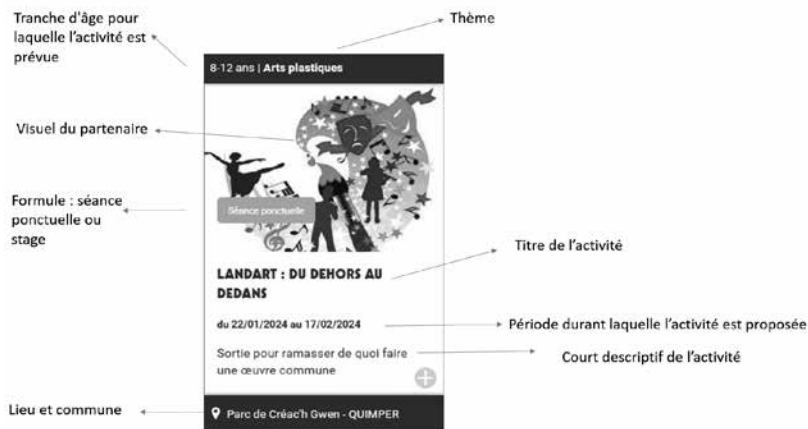 Tranche d'âge pour
laquelle l'activité est
prévue
Thème
8-12 ans | Arts plastiques
Visuel du partenaire
Formule : séance
ponctuelle ou
stage
Séance ponctuelle
Titre de l'activité
LANDART : DU DEHORS AU
DEDANS
du 22/01/2024 au 17/02/2024
Période durant laquelle l'activité est proposée
Sortie pour ramasser de quoi faire
une œuvre commune
Court descriptif de l'activité
Lieu et commune
Parc de Créac'h Gwen - QUIMPER